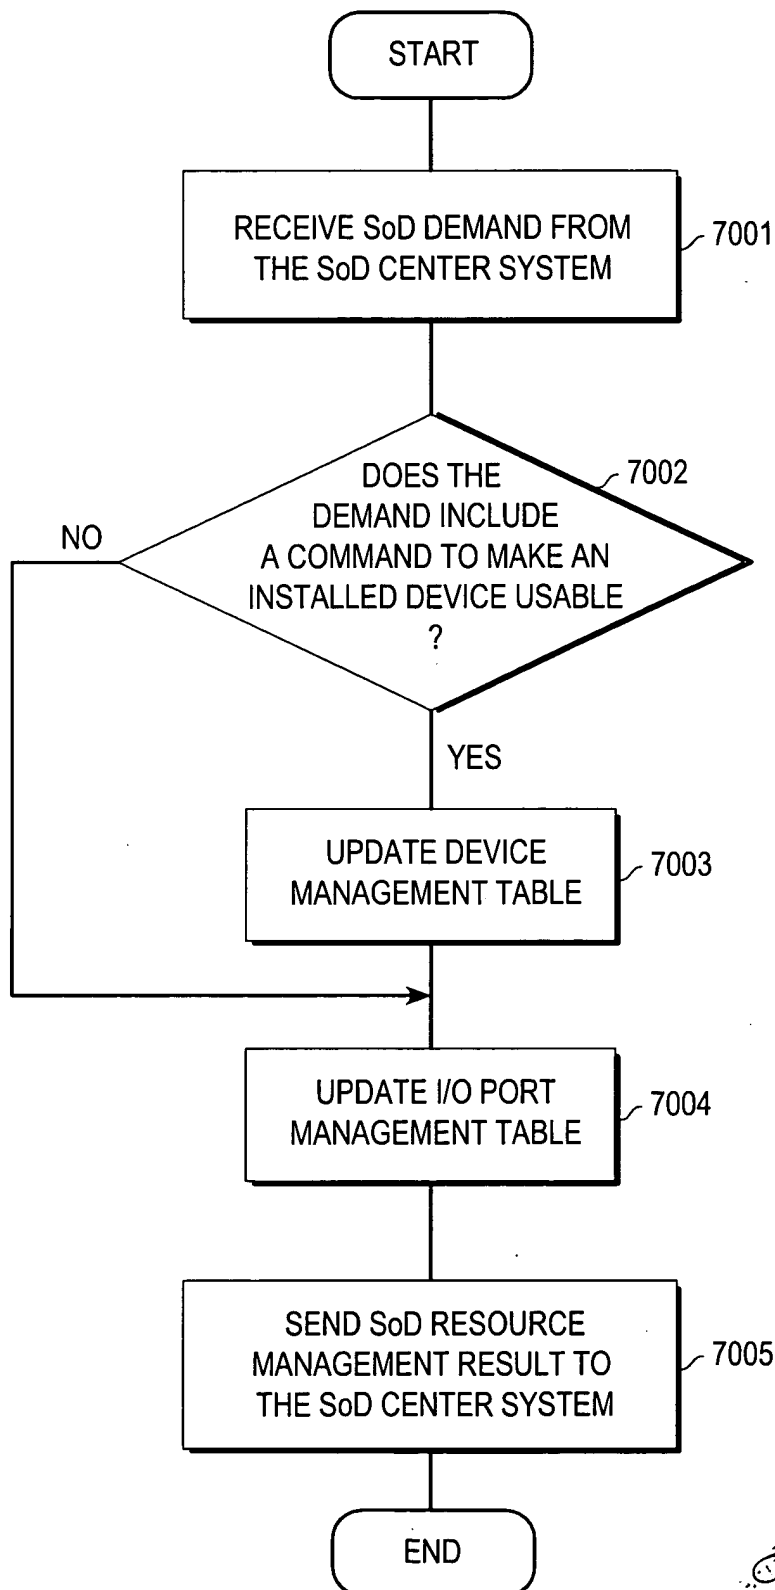 START
RECEIVE SoD DEMAND FROM
THE SoD CENTER SYSTEM
7001
DOES THE
DEMAND INCLUDE
A COMMAND TO MAKE AN
INSTALLED DEVICE USABLE
?
7002
NO
YES
UPDATE DEVICE
MANAGEMENT TABLE
7003
UPDATE I/O PORT
MANAGEMENT TABLE
7004
SEND SoD RESOURCE
MANAGEMENT RESULT TO
THE SoD CENTER SYSTEM
7005
END